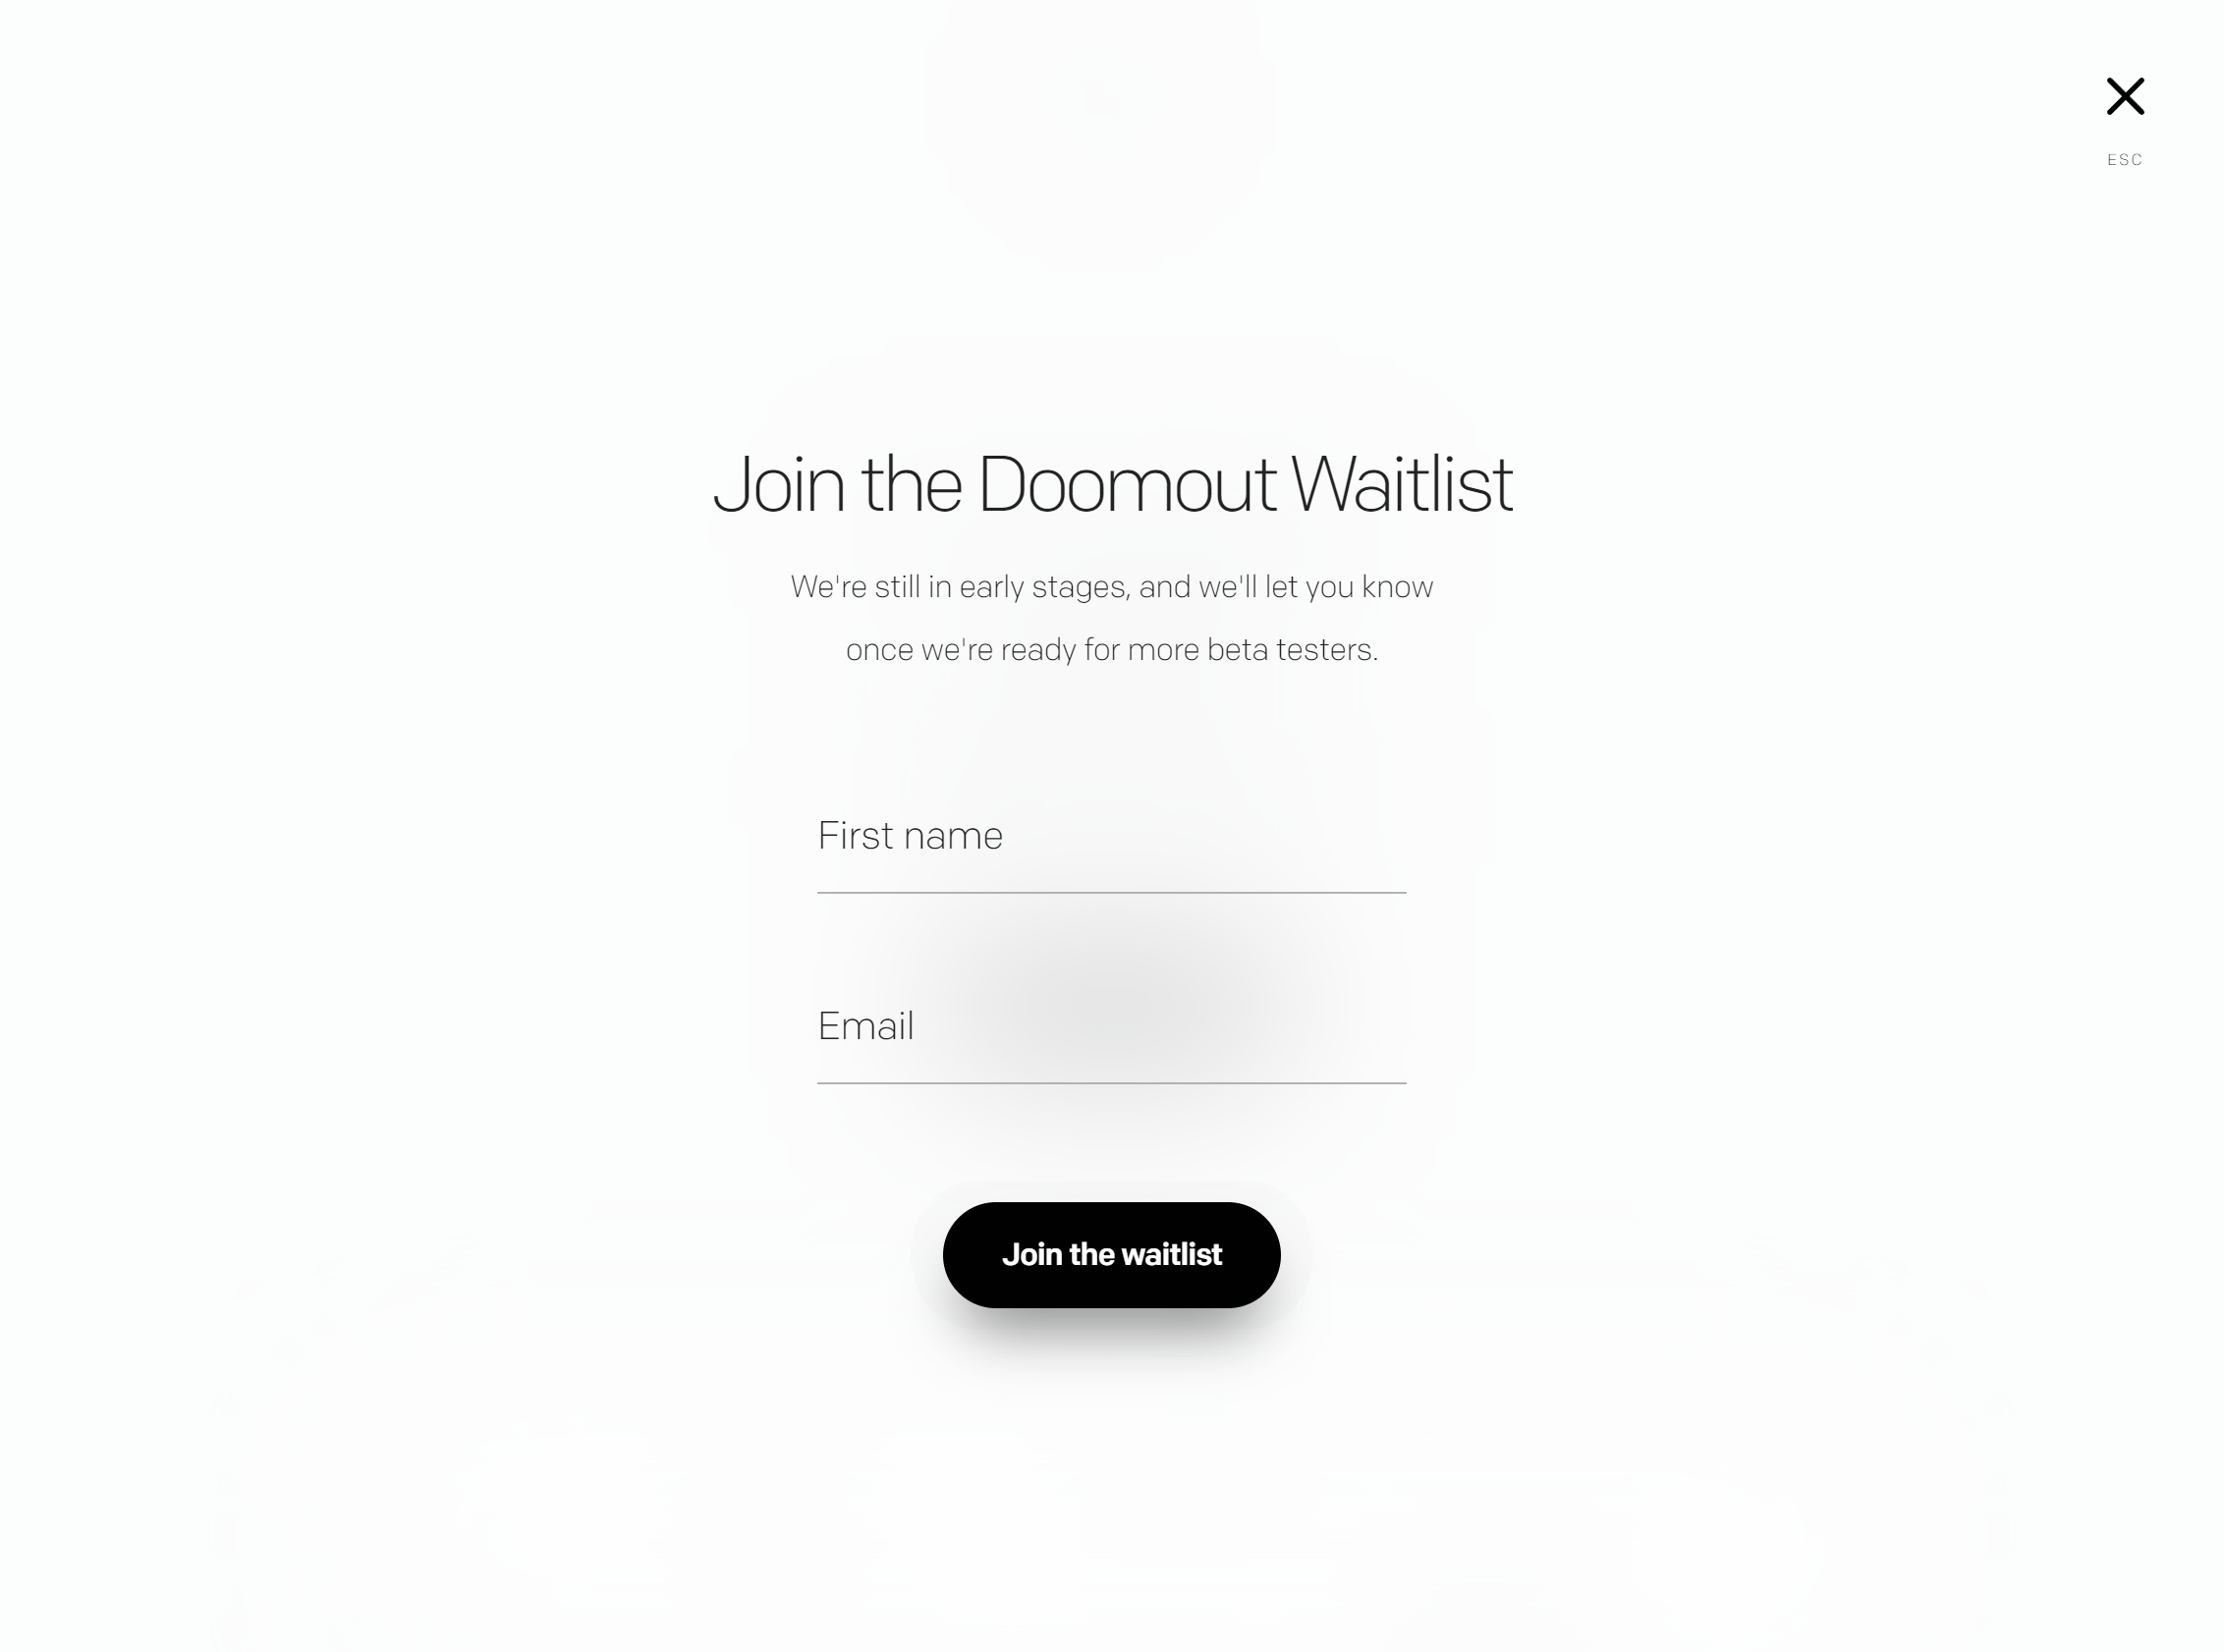 ESC
Join the Doomout Waitlist
We're still in early stages, and we'll let you know
once we're ready for more beta testers.
First name
Email
Join the waitlist